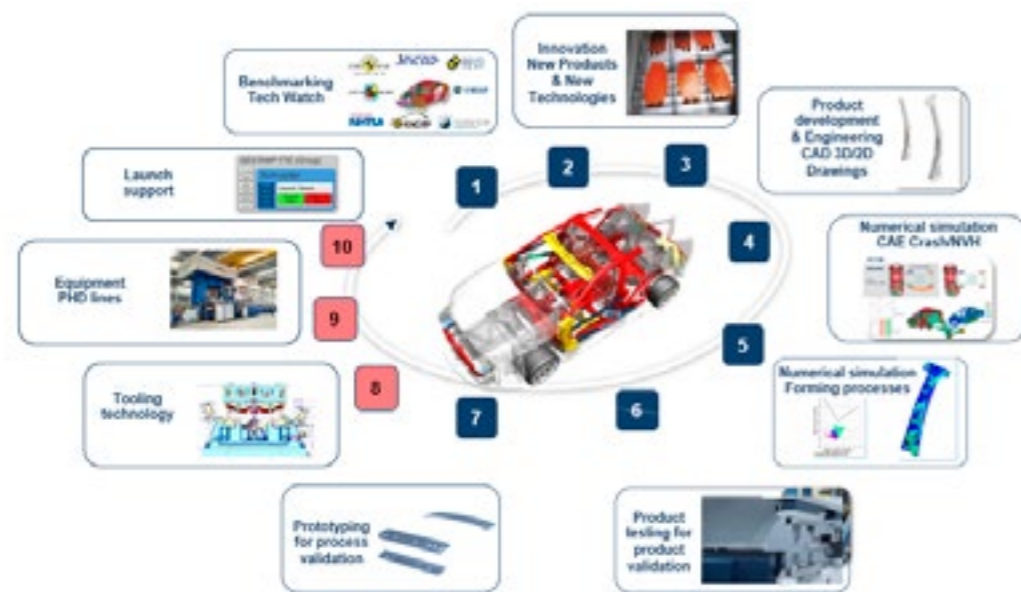 Benchmarking
Tech Watch
Innovation
New Products
& New
Technologies
Product
development
& Engineering
CAD 3D/2D
Drawings
Numerical simulation
CAE Crash/NVH
Numerical simulation
Forming processes
Product
testing for
product
validation
Prototyping
for process
validation
Tooling
technology
Equipment
PHD lines
Launch
support
1
2
3
4
5
6
7
8
9
10